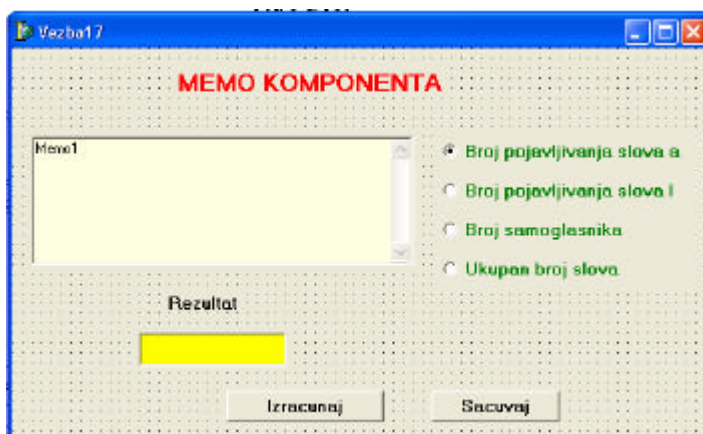 Vezba17
MEMO KOMPONENTA
Memo1
Broj pojavljivanja slova a
Broj pojavljivanja slova l
Broj samoglasnika
Ukupan broj slova
Rezultat
Izracunaj
Sacuvaj